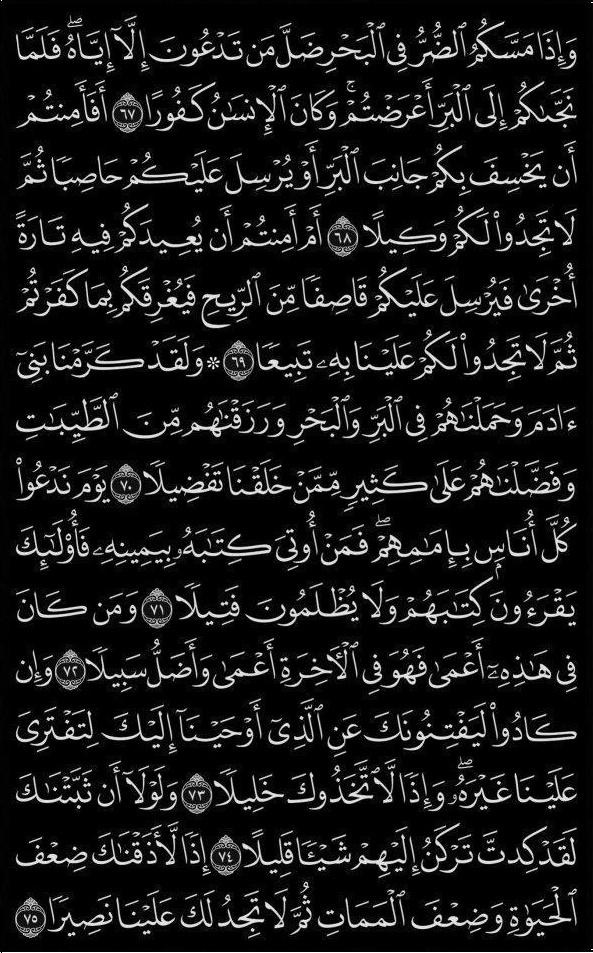 وَإِذَا مَسَّكُمُ ٱلضُّرُّ فِي ٱلۡبَحۡرِ ضَلَّ مَن تَدۡعُونَ إِلَّآ إِيَّاهُۖ فَلَمَّا
نَجَّىٰكُمۡ إِلَى ٱلۡبَرِّ أَعۡرَضۡتُمۡۚ وَكَانَ ٱلۡإِنسَٰنُ كَفُورًا ٦٧ أَفَأَمِنتُمۡ
أَن يَخۡسِفَ بِكُمۡ جَانِبَ ٱلۡبَرِّ أَوۡ يُرۡسِلَ عَلَيۡكُمۡ حَاصِبٗا ثُمَّ
لَا تَجِدُواْ لَكُمۡ وَكِيلًا ٦٨ أَمۡ أَمِنتُمۡ أَن يُعِيدَكُمۡ فِيهِ تَارَةً
أُخۡرَىٰ فَيُرۡسِلَ عَلَيۡكُمۡ قَاصِفٗا مِّنَ ٱلرِّيحِ فَيُغۡرِقَكُم بِمَا كَفَرۡتُمۡ
ثُمَّ لَا تَجِدُواْ لَكُمۡ عَلَيۡنَا بِهِۦ تَبِيعٗا ٦٩ ۞ وَلَقَدۡ كَرَّمۡنَا بَنِيٓ
ءَادَمَ وَحَمَلۡنَٰهُمۡ فِي ٱلۡبَرِّ وَٱلۡبَحۡرِ وَرَزَقۡنَٰهُم مِّنَ ٱلطَّيِّبَٰتِ
وَفَضَّلۡنَٰهُمۡ عَلَىٰ كَثِيرٖ مِّمَّنۡ خَلَقۡنَا تَفۡضِيلٗا ٧٠ يَوۡمَ نَدۡعُواْ
كُلَّ أُنَاسِۭ بِإِمَٰمِهِمۡۖ فَمَنۡ أُوتِيَ كِتَٰبَهُۥ بِيَمِينِهِۦ فَأُوْلَٰٓئِكَ
يَقۡرَءُونَ كِتَٰبَهُمۡ وَلَا يُظۡلَمُونَ فَتِيلٗا ٧١ وَمَن كَانَ
فِي هَٰذِهِۦٓ أَعۡمَىٰ فَهُوَ فِي ٱلۡأٓخِرَةِ أَعۡمَىٰ وَأَضَلُّ سَبِيلٗا ٧٢ وَإِن
كَادُواْ لَيَفۡتِنُونَكَ عَنِ ٱلَّذِيٓ أَوۡحَيۡنَآ إِلَيۡكَ لِتَفۡتَرِيَ
عَلَيۡنَا غَيۡرَهُۥۖ وَإِذٗا لَّٱتَّخَذُوكَ خَلِيلٗا ٧٣ وَلَوۡلَآ أَن ثَبَّتۡنَٰكَ
لَقَدۡ كِدتَّ تَرۡكَنُ إِلَيۡهِمۡ شَيۡـٔٗا قَلِيلًا ٧٤ إِذٗا لَّأَذَقۡنَٰكَ ضِعۡفَ
ٱلۡحَيَوٰةِ وَضِعۡفَ ٱلۡمَمَاتِ ثُمَّ لَا تَجِدُ لَكَ عَلَيۡنَا نَصِيرٗا ٧٥